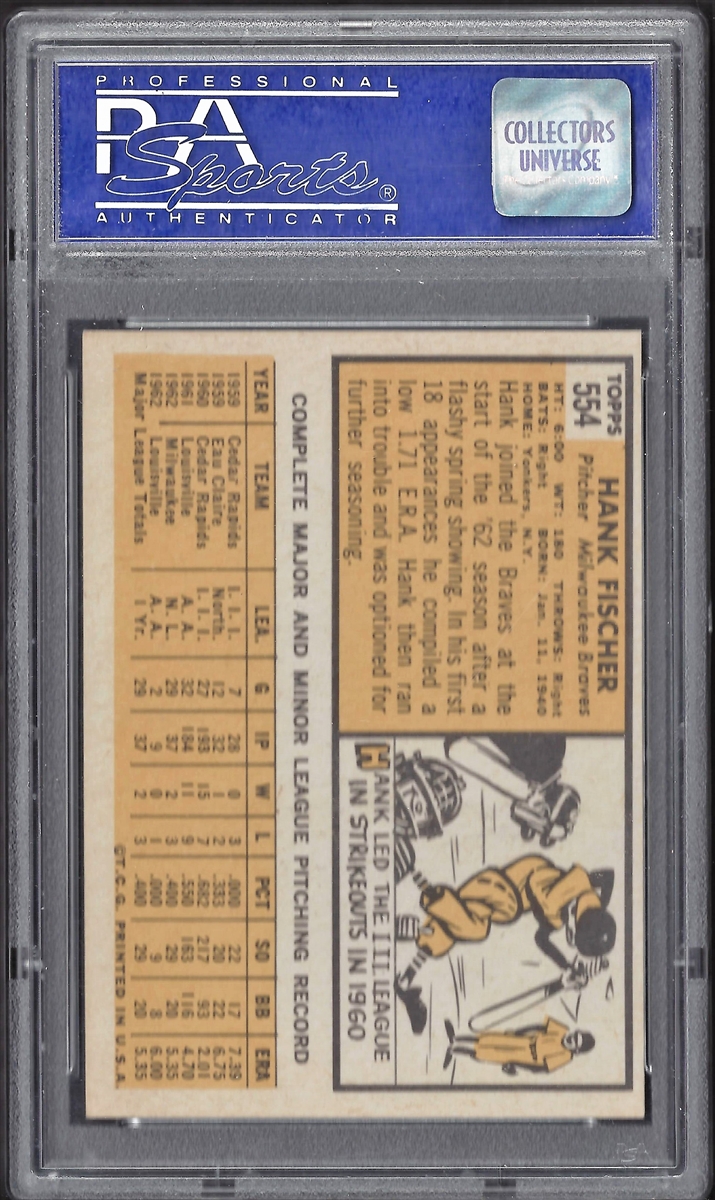 PROFESSIONAL
PSA
Sports®
AUTHENTICATOR
COLLECTORS
UNIVERSE
TOPPS
554
HANK FISCHER
Pitcher Milwaukee Braves
HT: 6:00 WT: 180 THROWS: Right
BATS: Right BORN: Jan. 11, 1940
HOME: Yonkers, N.Y.
Hank joined the Braves at the
start of the '62 season after a
flashy spring showing. In his first
18 appearances he compiled a
low 1.71 E.R.A. Hank then ran
into trouble and was optioned for
further seasoning.
HANK LED THE I.I.I. LEAGUE
IN STRIKEOUTS IN 1960
COMPLETE MAJOR AND MINOR LEAGUE PITCHING RECORD
YEAR TEAM LEA. G IP W L PCT SO BB ERA
1959 Cedar Rapids I. I. I. 7 28 0 3 .000 22 17 7.39
1959 Eau Claire North. 12 32 1 2 .333 20 22 6.75
1960 Cedar Rapids I. I. I. 27 193 15 7 .682 217 93 2.01
1961 Louisville A. A. 32 184 11 9 .550 163 116 4.70
1962 Milwaukee N. L. 29 37 2 3 .400 29 20 5.35
1962 Louisville A. A. 2 9 0 1 .000 9 8 6.00
Major League Totals 1 Yr. 29 37 2 3 .400 29 20 5.35
©T.C.G. PRINTED IN U.S.A.